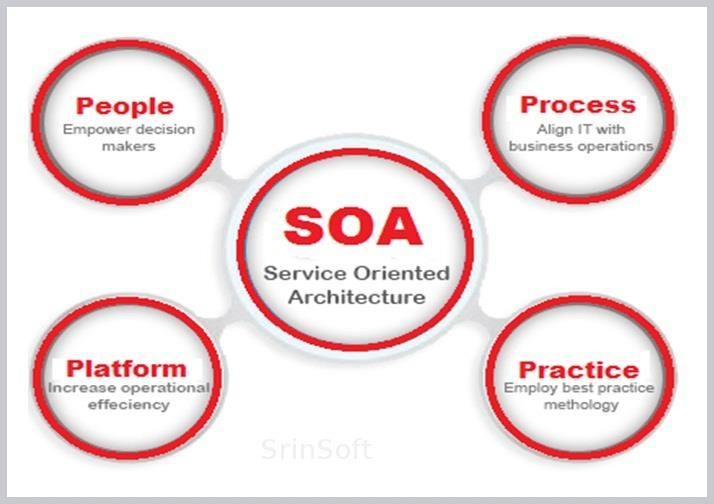 People
Empower decision
makers
Process
Align IT with
business operations
SOA
Service Oriented
Architecture
Platform
Increase operational
effeciency
Practice
Employ best practice
methology
SrinSoft